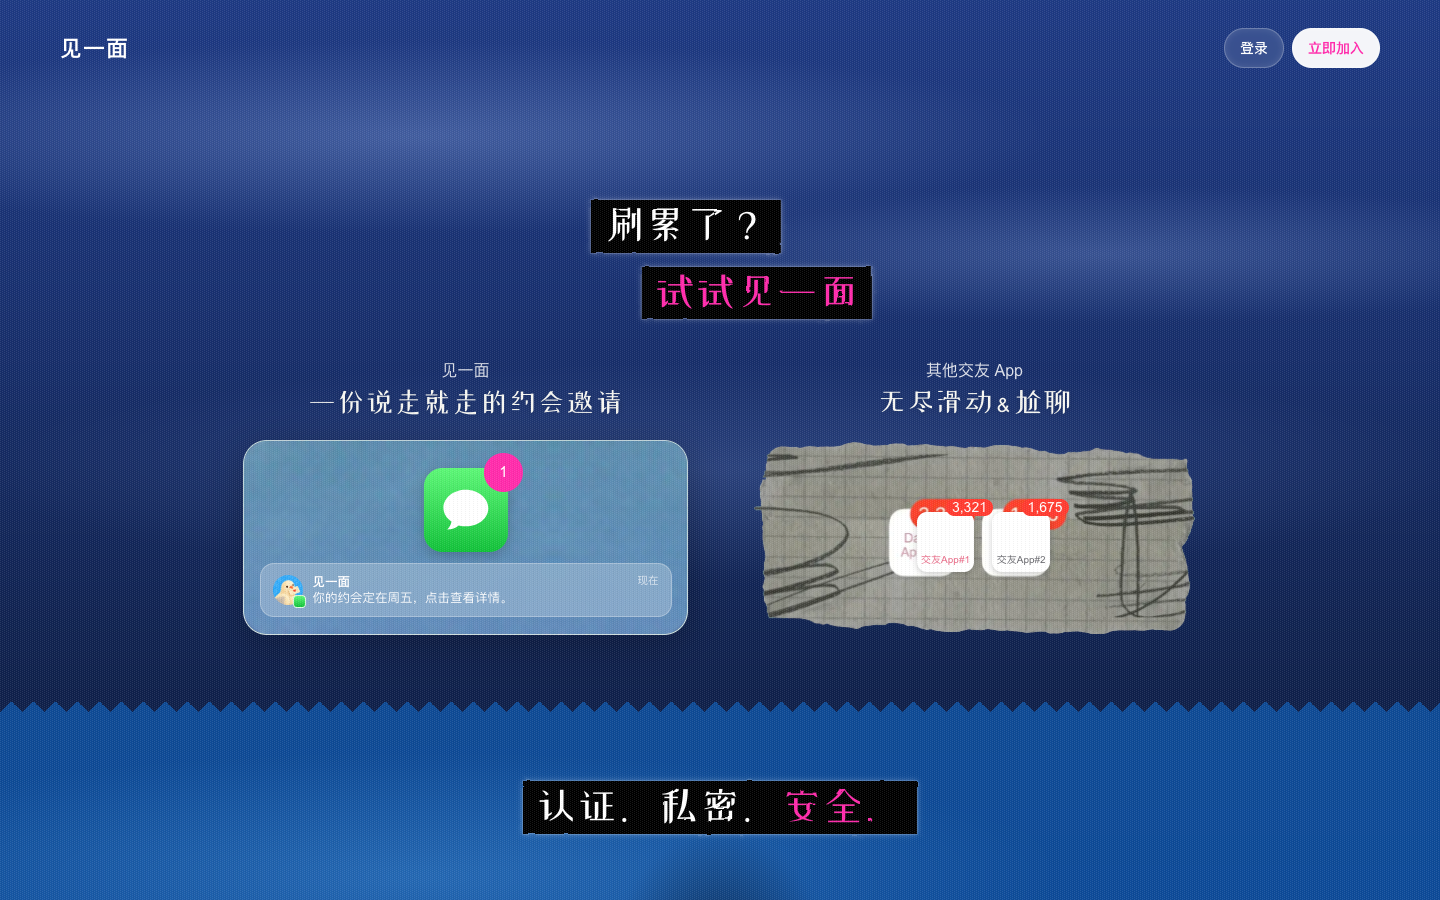 见一面
登录
立即加入
刷累了？
试试见一面
见一面
一份说走就走的约会邀请
1
见一面
现在
你的约会定在周五，点击查看详情。
其他交友 App
无尽滑动&尬聊
3,321
1,675
交友App#1
交友App#2
认证. 私密. 安全.